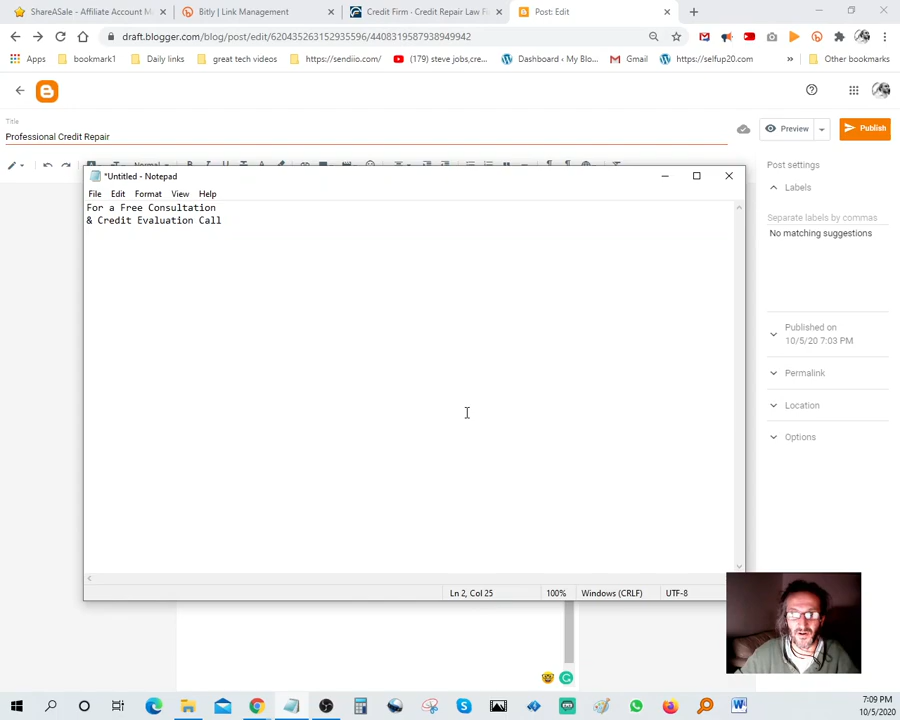 ShareASale - Affiliate Account M
Bitly | Link Management
Credit Firm - Credit Repair Law F
Post: Edit
draft.blogger.com/blog/post/edit/620435263152935596/4408319587938949942
Apps
bookmark1
Daily links
great tech videos
https://sendiio.com/
(179) steve jobs,cre...
Dashboard ‹ My Blo...
Gmail
https://selfup20.com
»
Other bookmarks
Title
Professional Credit Repair
Preview
Publish
Normal
Post settings
Labels
Separate labels by commas
No matching suggestions
Published on
10/5/20 7:03 PM
Permalink
Location
Options
*Untitled - Notepad
File Edit Format View Help
For a Free Consultation
& Credit Evaluation Call
Ln 2, Col 25
100%
Windows (CRLF)
UTF-8
7:09 PM
10/5/2020